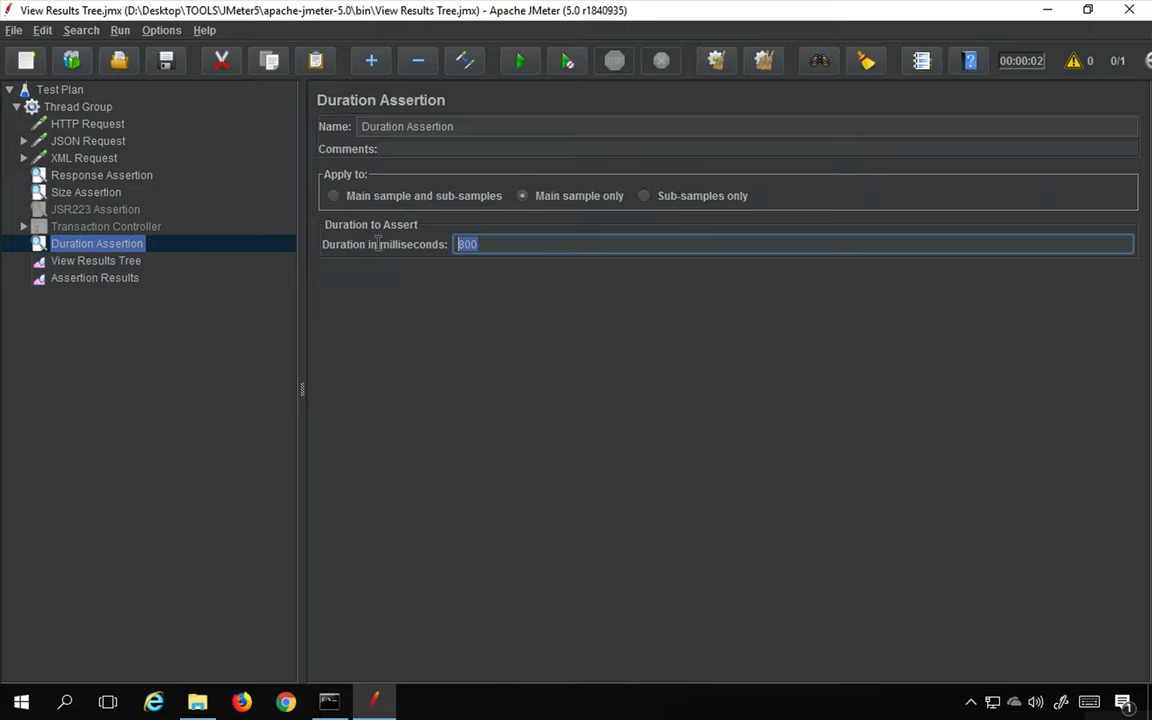 View Results Tree.jmx (D:\Desktop\TOOLS\JMeter5\apache-jmeter-5.0\bin\View Results Tree.jmx) - Apache JMeter (5.0 r1840935)
File Edit Search Run Options Help
00:00:02 0 0/1
Test Plan
Thread Group
HTTP Request
JSON Request
XML Request
Response Assertion
Size Assertion
JSR223 Assertion
Transaction Controller
Duration Assertion
View Results Tree
Assertion Results
Duration Assertion
Name: Duration Assertion
Comments:
Apply to:
Main sample and sub-samples Main sample only Sub-samples only
Duration to Assert
Duration in milliseconds: 800